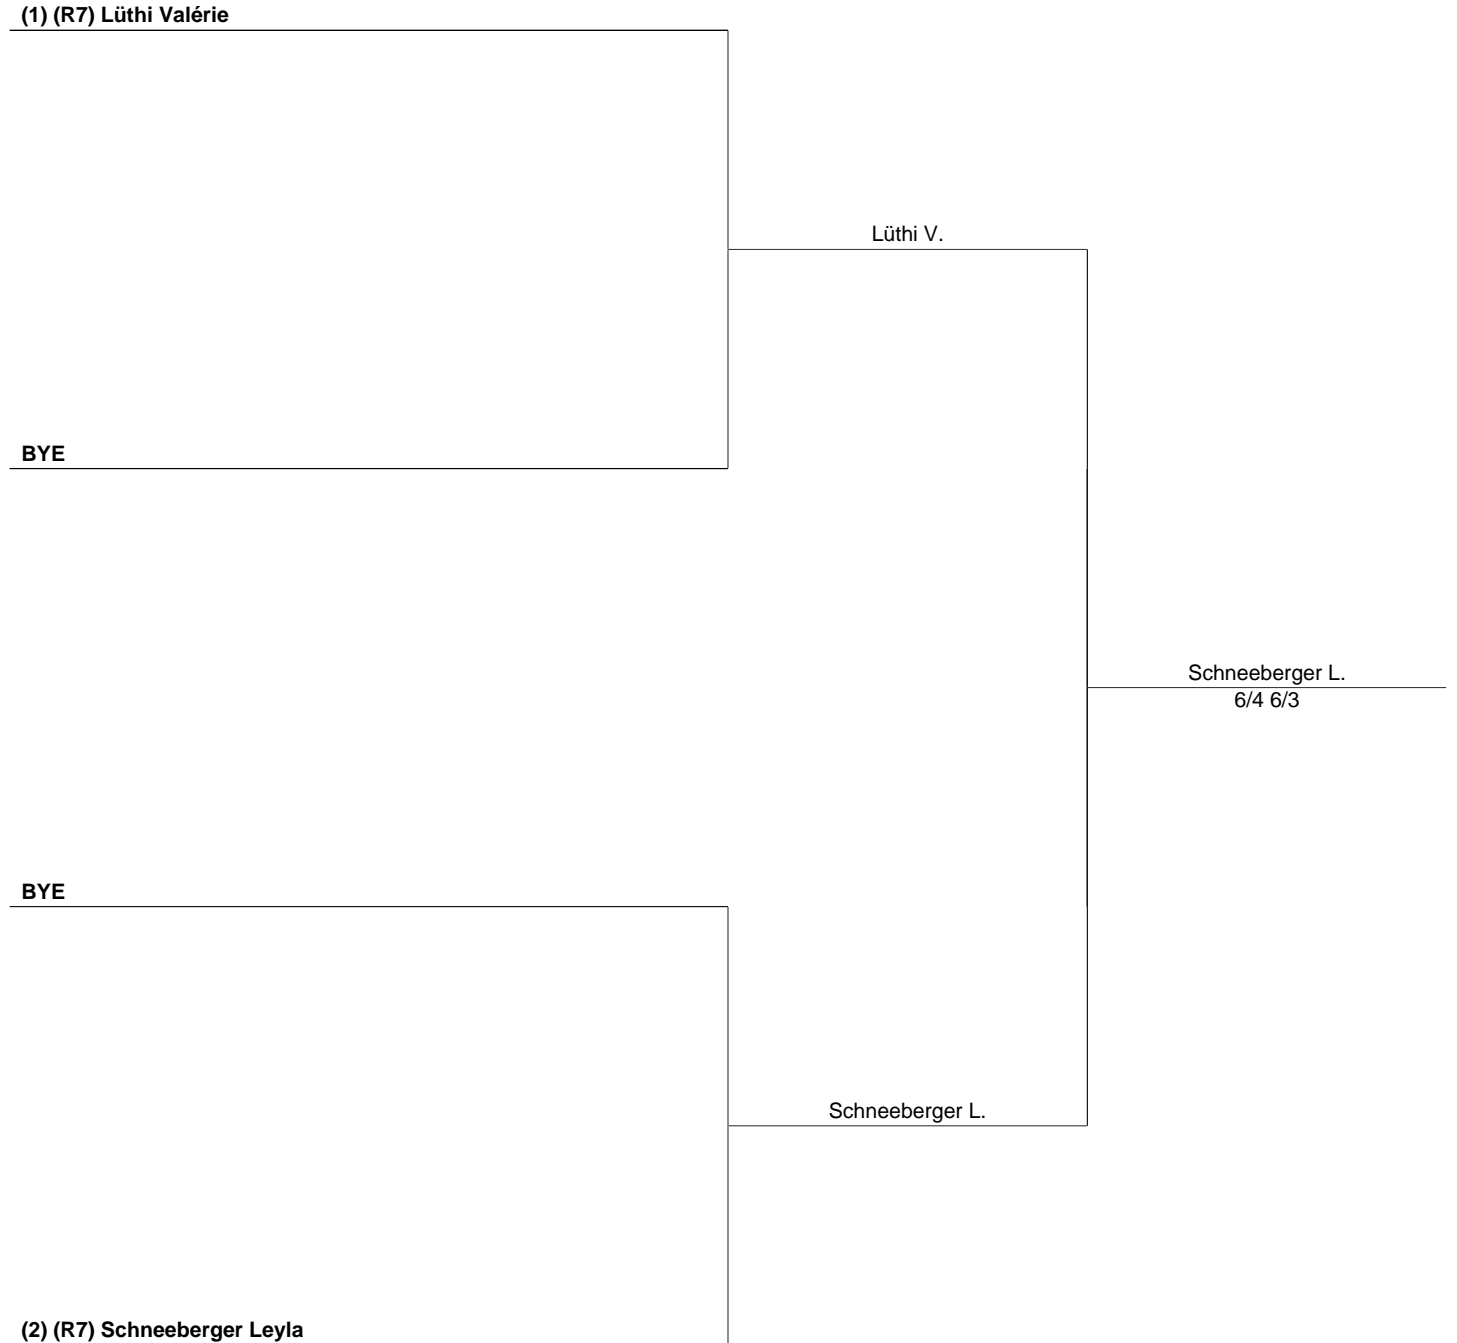 (1) (R7) Lüthi Valérie
Lüthi V.
BYE
Schneeberger L.
6/4 6/3
BYE
Schneeberger L.
(2) (R7) Schneeberger Leyla